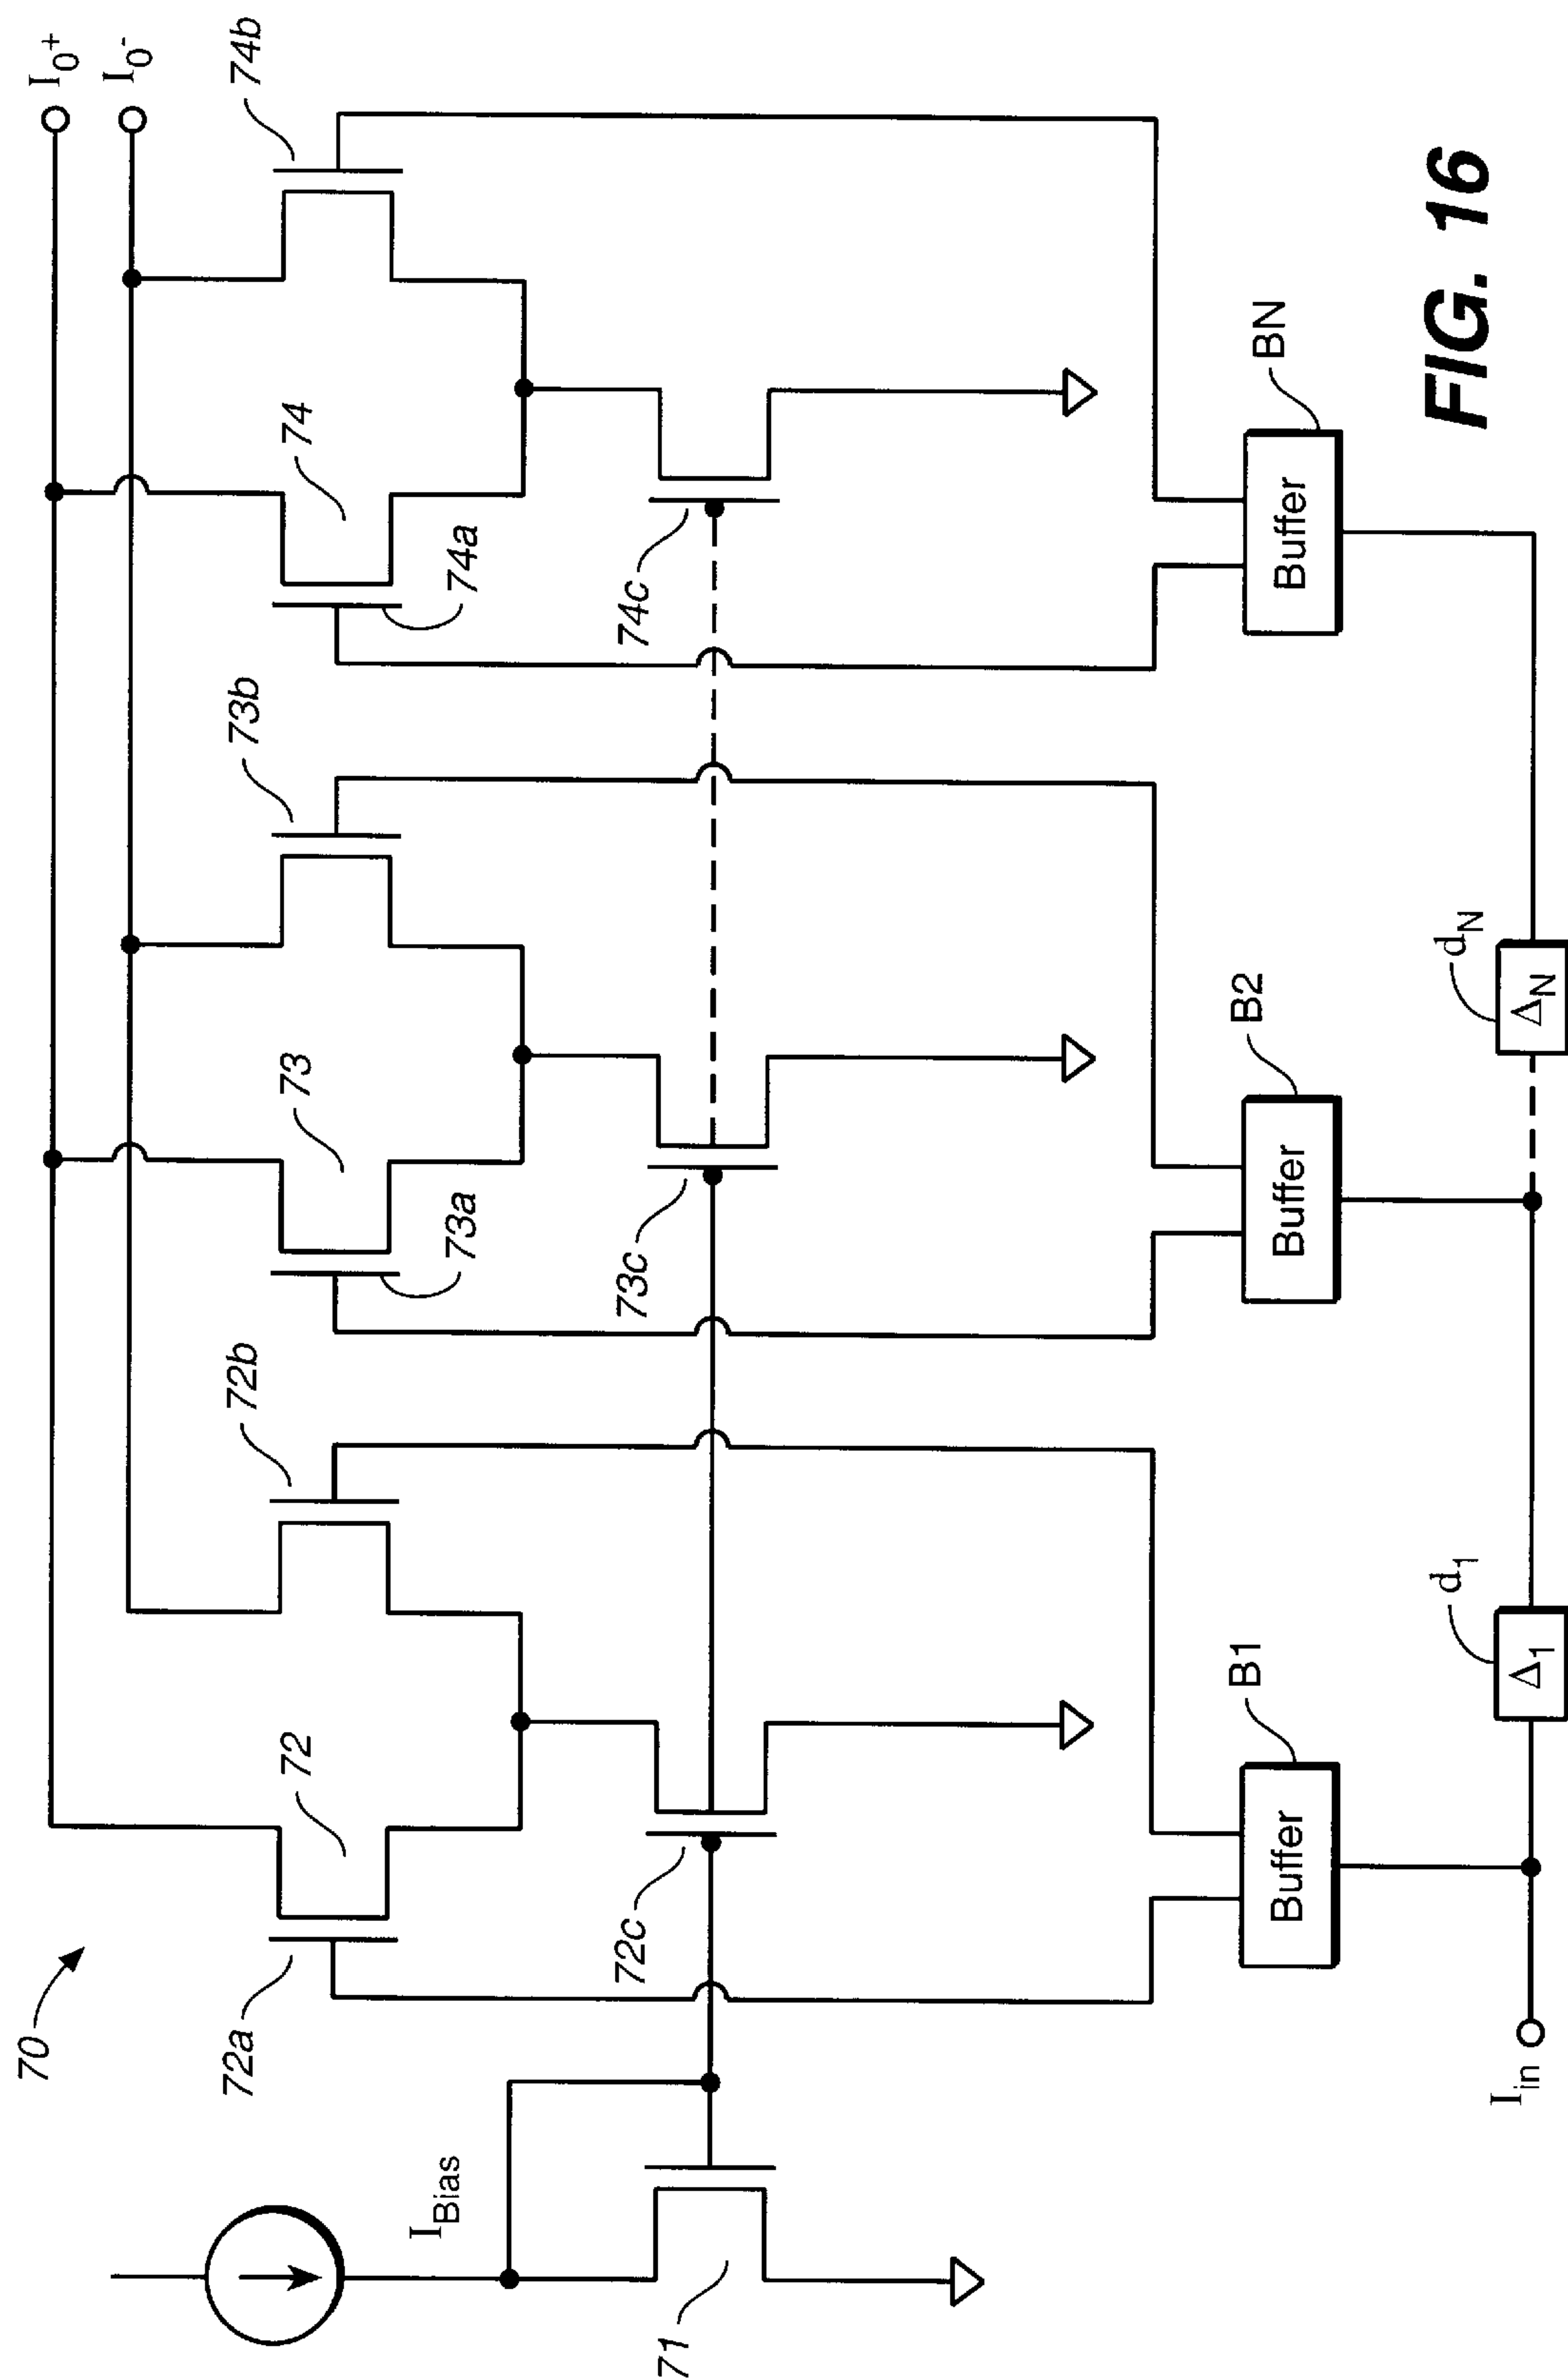 70
I0+
I0-
72a
72
72b
73a
73
73b
74a
74
74b
IBias
71
72c
73c
74c
Buffer
B1
Buffer
B2
Buffer
BN
Iin
Δ1
d1
ΔN
dN
FIG. 16